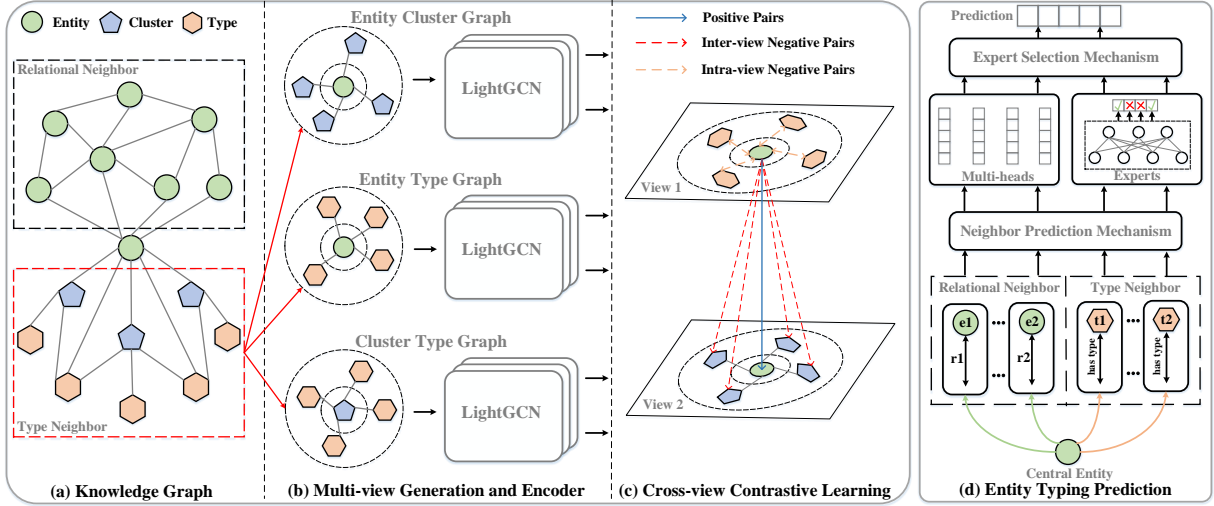 Entity
Cluster
Type
Relational Neighbor
Type Neighbor
(a) Knowledge Graph
Entity Cluster Graph
LightGCN
Entity Type Graph
LightGCN
Cluster Type Graph
LightGCN
(b) Multi-view Generation and Encoder
Positive Pairs
Inter-view Negative Pairs
Intra-view Negative Pairs
View 1
View 2
(c) Cross-view Contrastive Learning
Prediction
Expert Selection Mechanism
Multi-heads
Experts
Neighbor Prediction Mechanism
Relational Neighbor
Type Neighbor
e1
e2
t1
t2
r1
r2
has type
has type
Central Entity
(d) Entity Typing Prediction